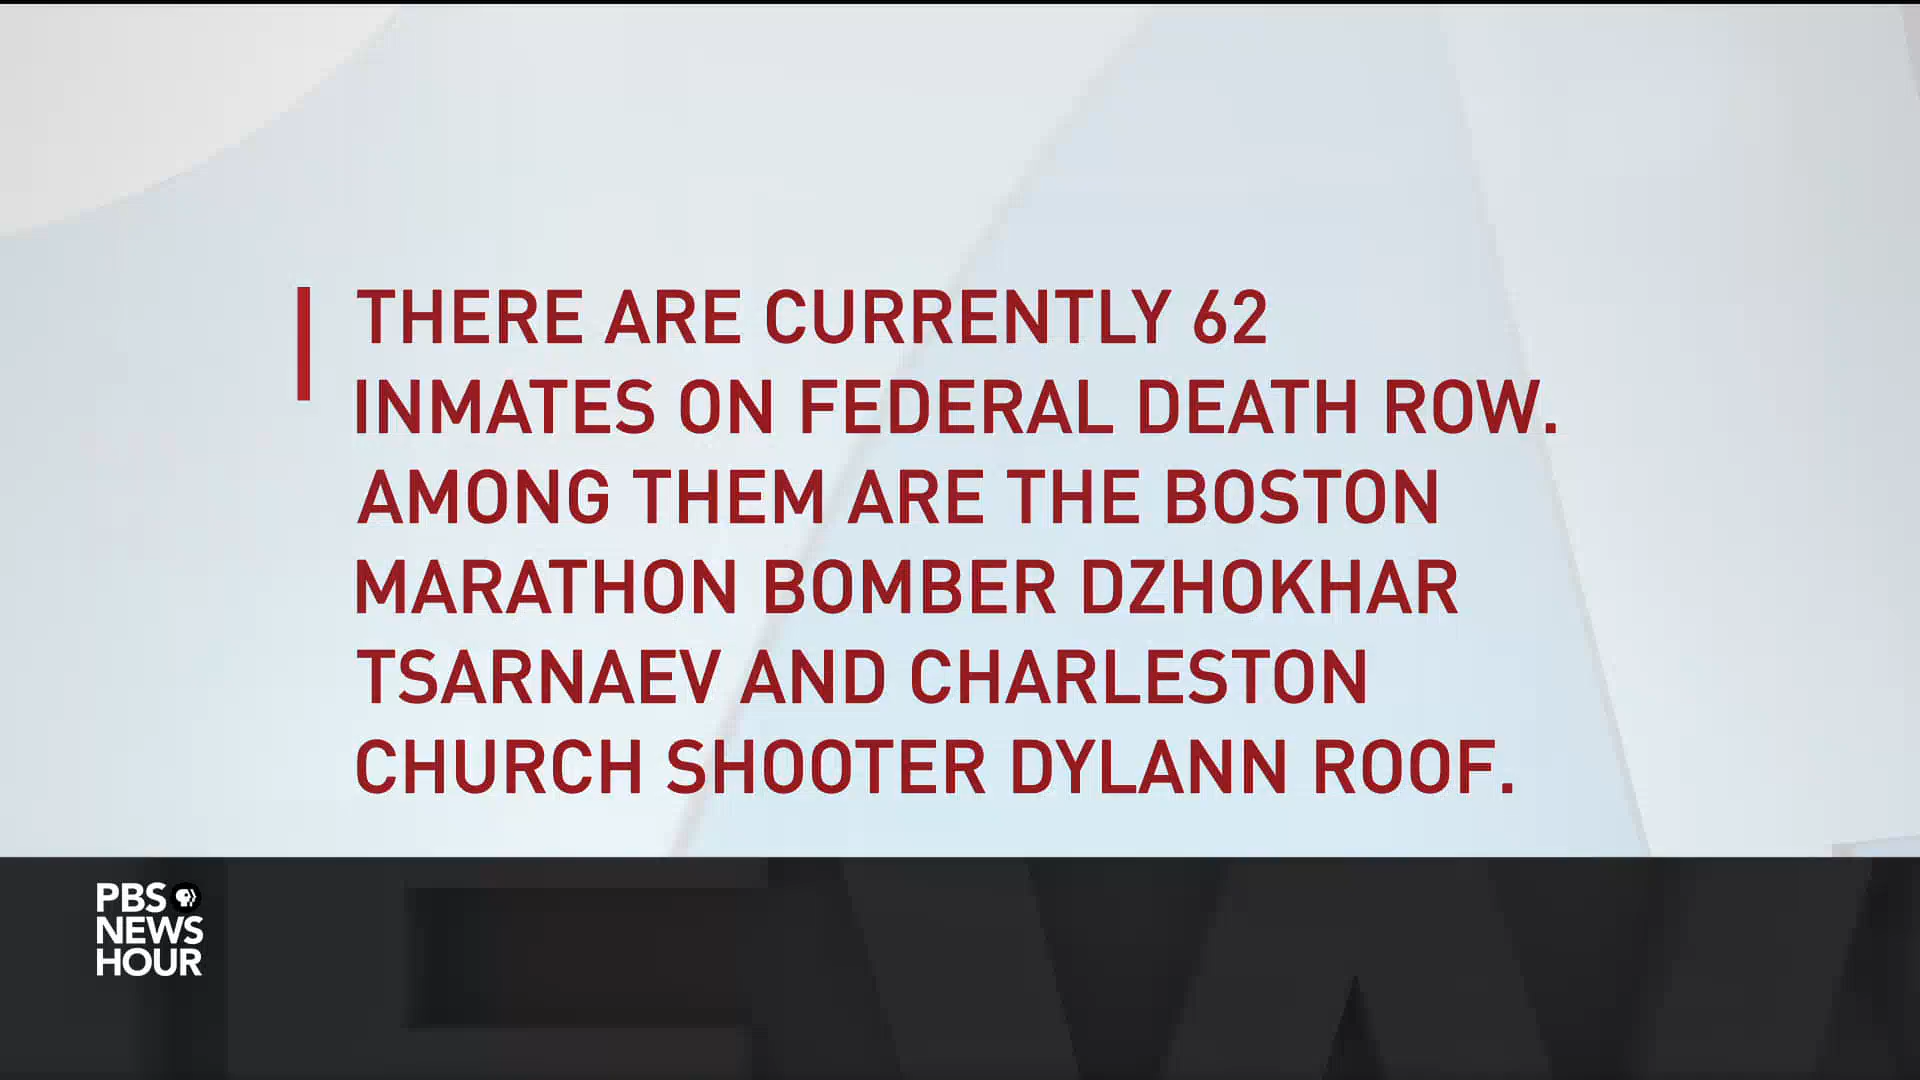 THERE ARE CURRENTLY 62
INMATES ON FEDERAL DEATH ROW.
AMONG THEM ARE THE BOSTON
MARATHON BOMBER DZHOKHAR
TSARNAEV AND CHARLESTON
CHURCH SHOOTER DYLANN ROOF.
PBS
NEWS
HOUR